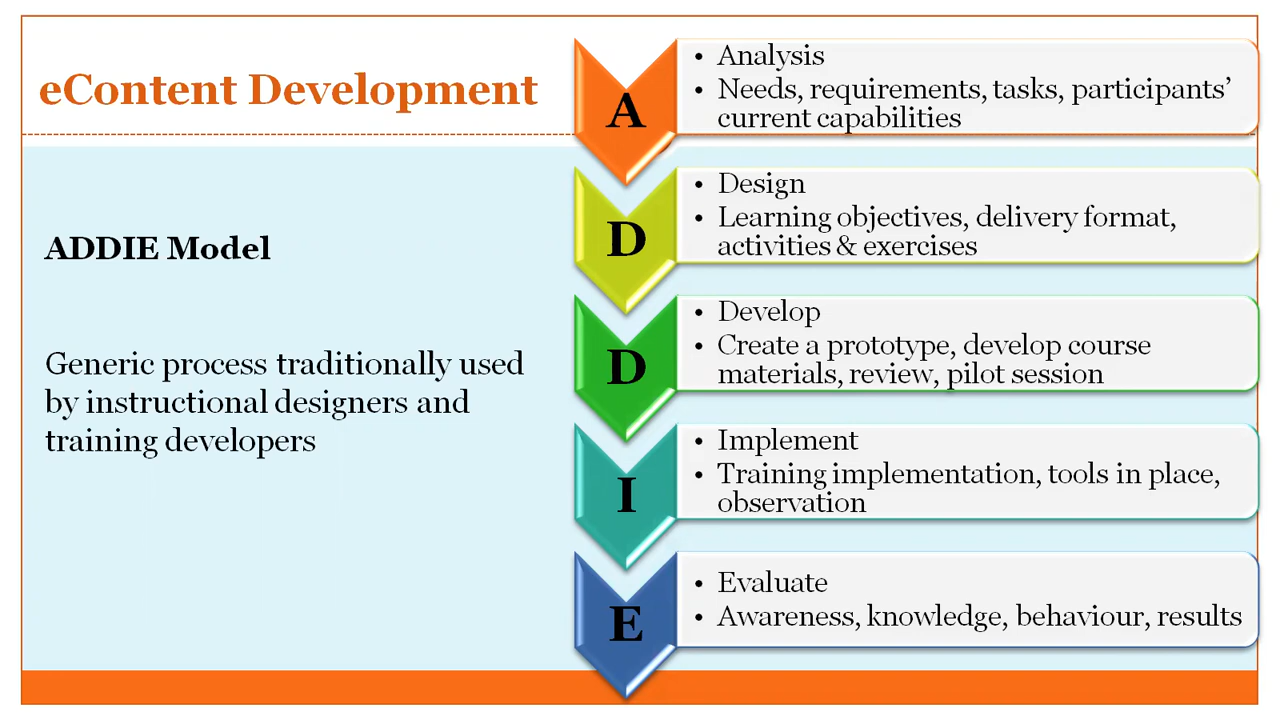 eContent Development
ADDIE Model
Generic process traditionally used
by instructional designers and
training developers
A
• Analysis
• Needs, requirements, tasks, participants’
current capabilities
D
• Design
• Learning objectives, delivery format,
activities & exercises
D
• Develop
• Create a prototype, develop course
materials, review, pilot session
I
• Implement
• Training implementation, tools in place,
observation
E
• Evaluate
• Awareness, knowledge, behaviour, results